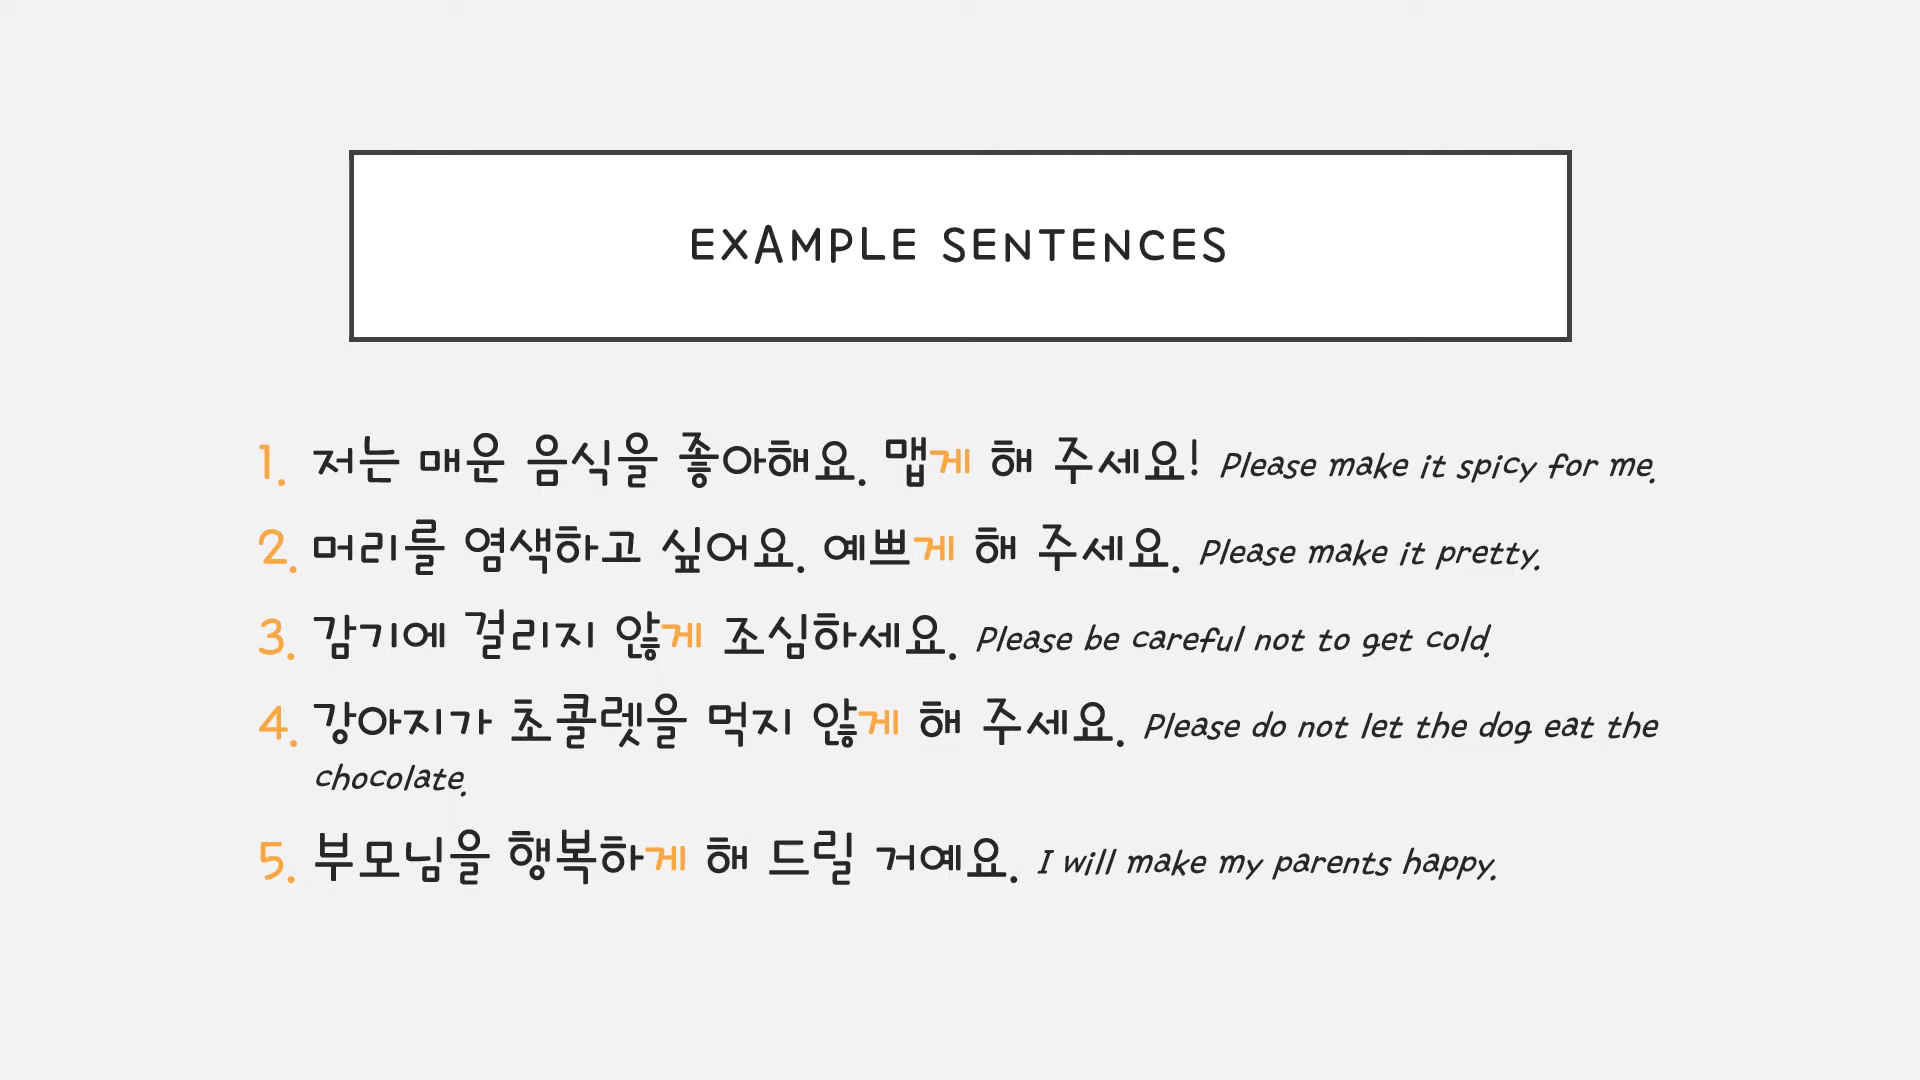 EXAMPLE SENTENCES
1. 저는 매운 음식을 좋아해요. 맵게 해 주세요! Please make it spicy for me.
2. 머리를 염색하고 싶어요. 예쁘게 해 주세요. Please make it pretty.
3. 감기에 걸리지 않게 조심하세요. Please be careful not to get cold.
4. 강아지가 초콜렛을 먹지 않게 해 주세요. Please do not let the dog eat the
chocolate.
5. 부모님을 행복하게 해 드릴 거예요. I will make my parents happy.